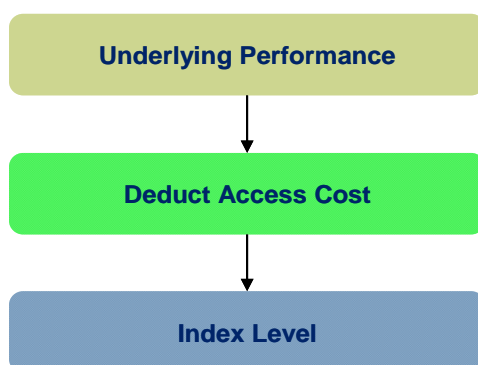 Underlying Performance
Deduct Access Cost
Index Level